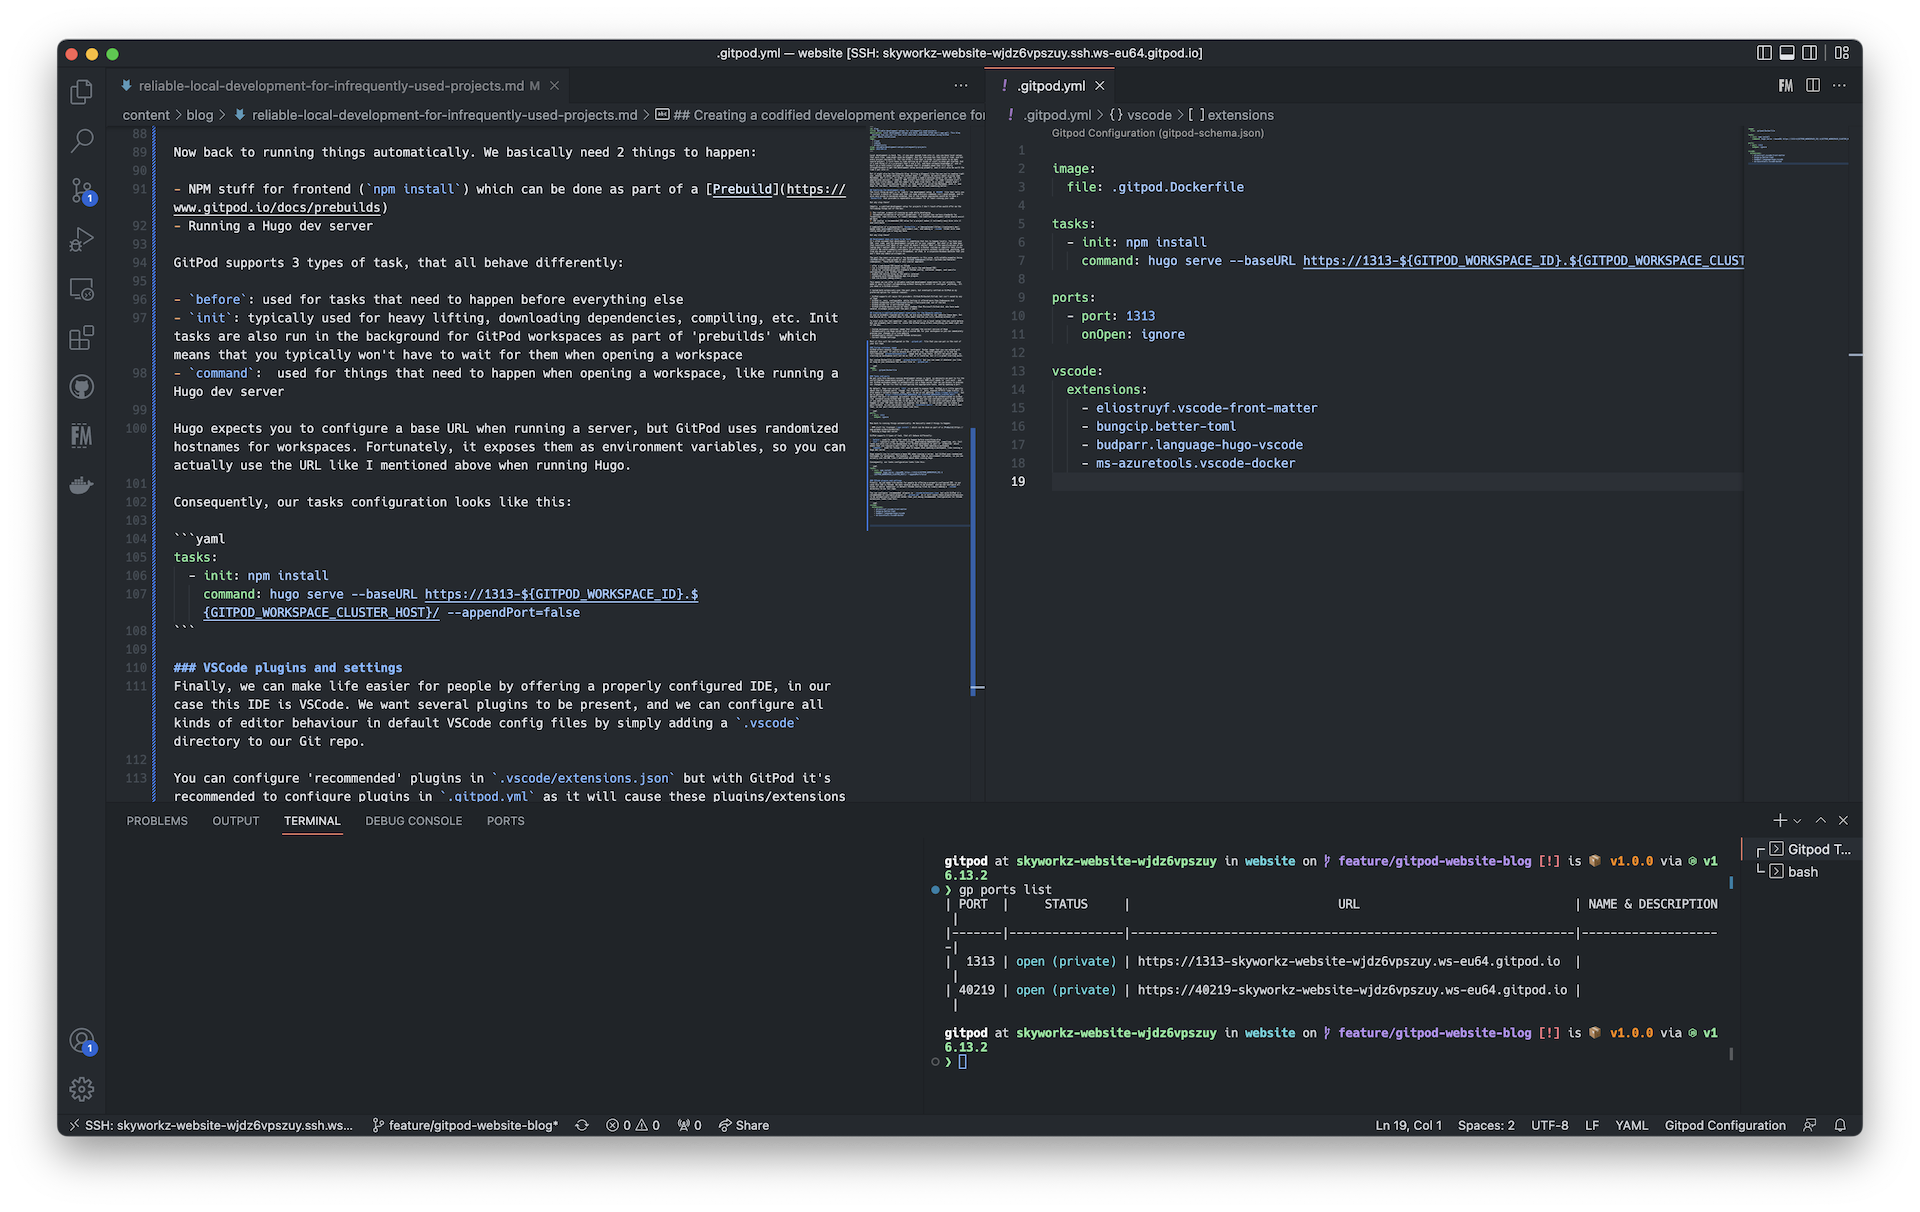 .gitpod.yml — website [SSH: skyworkz-website-wjdz6vpszuy.ssh.ws-eu64.gitpod.io]
reliable-local-development-for-infrequently-used-projects.md M
content > blog > reliable-local-development-for-infrequently-used-projects.md > ## Creating a codified development experience for
88
89 Now back to running things automatically. We basically need 2 things to happen:
90
91 - NPM stuff for frontend (`npm install`) which can be done as part of a [Prebuild](https://
www.gitpod.io/docs/prebuilds)
92 - Running a Hugo dev server
93
94 GitPod supports 3 types of task, that all behave differently:
95
96 - `before`: used for tasks that need to happen before everything else
97 - `init`: typically used for heavy lifting, downloading dependencies, compiling, etc. Init
tasks are also run in the background for GitPod workspaces as part of 'prebuilds' which
means that you typically won't have to wait for them when opening a workspace
98 - `command`:  used for things that need to happen when opening a workspace, like running a
Hugo dev server
99
100 Hugo expects you to configure a base URL when running a server, but GitPod uses randomized
hostnames for workspaces. Fortunately, it exposes them as environment variables, so you can
actually use the URL like I mentioned above when running Hugo.
101
102 Consequently, our tasks configuration looks like this:
103
104 ```yaml
105 tasks:
106   - init: npm install
107     command: hugo serve --baseURL https://1313-${GITPOD_WORKSPACE_ID}.$
{GITPOD_WORKSPACE_CLUSTER_HOST}/ --appendPort=false
108 ```
109
110 ### VSCode plugins and settings
111 Finally, we can make life easier for people by offering a properly configured IDE, in our
case this IDE is VSCode. We want several plugins to be present, and we can configure all
kinds of editor behaviour in default VSCode config files by simply adding a `.vscode`
directory to our Git repo.
112
113 You can configure 'recommended' plugins in `.vscode/extensions.json` but with GitPod it's
recommended to configure plugins in `.gitpod.yml` as it will cause these plugins/extensions
! .gitpod.yml
FM
! .gitpod.yml > {} vscode > [ ] extensions
Gitpod Configuration (gitpod-schema.json)
1
2 image:
3   file: .gitpod.Dockerfile
4
5 tasks:
6   - init: npm install
7     command: hugo serve --baseURL https://1313-${GITPOD_WORKSPACE_ID}.${GITPOD_WORKSPACE_CLUST
8
9 ports:
10   - port: 1313
11     onOpen: ignore
12
13 vscode:
14   extensions:
15     - eliostruyf.vscode-front-matter
16     - bungcip.better-toml
17     - budparr.language-hugo-vscode
18     - ms-azuretools.vscode-docker
19
1
FM
1
PROBLEMS OUTPUT TERMINAL DEBUG CONSOLE PORTS
gitpod at skyworkz-website-wjdz6vpszuy in website on feature/gitpod-website-blog [!] is v1.0.0 via v1
6.13.2
❯ gp ports list
| PORT  |     STATUS     |                             URL                              | NAME & DESCRIPTION
|
|-------|----------------|--------------------------------------------------------------|-------------------
-|
|  1313 | open (private) | https://1313-skyworkz-website-wjdz6vpszuy.ws-eu64.gitpod.io  |
|
| 40219 | open (private) | https://40219-skyworkz-website-wjdz6vpszuy.ws-eu64.gitpod.io |
|
gitpod at skyworkz-website-wjdz6vpszuy in website on feature/gitpod-website-blog [!] is v1.0.0 via v1
6.13.2
❯
Gitpod T...
bash
SSH: skyworkz-website-wjdz6vpszuy.ssh.ws... feature/gitpod-website-blog* 0 0 0 Share Ln 19, Col 1 Spaces: 2 UTF-8 LF YAML Gitpod Configuration